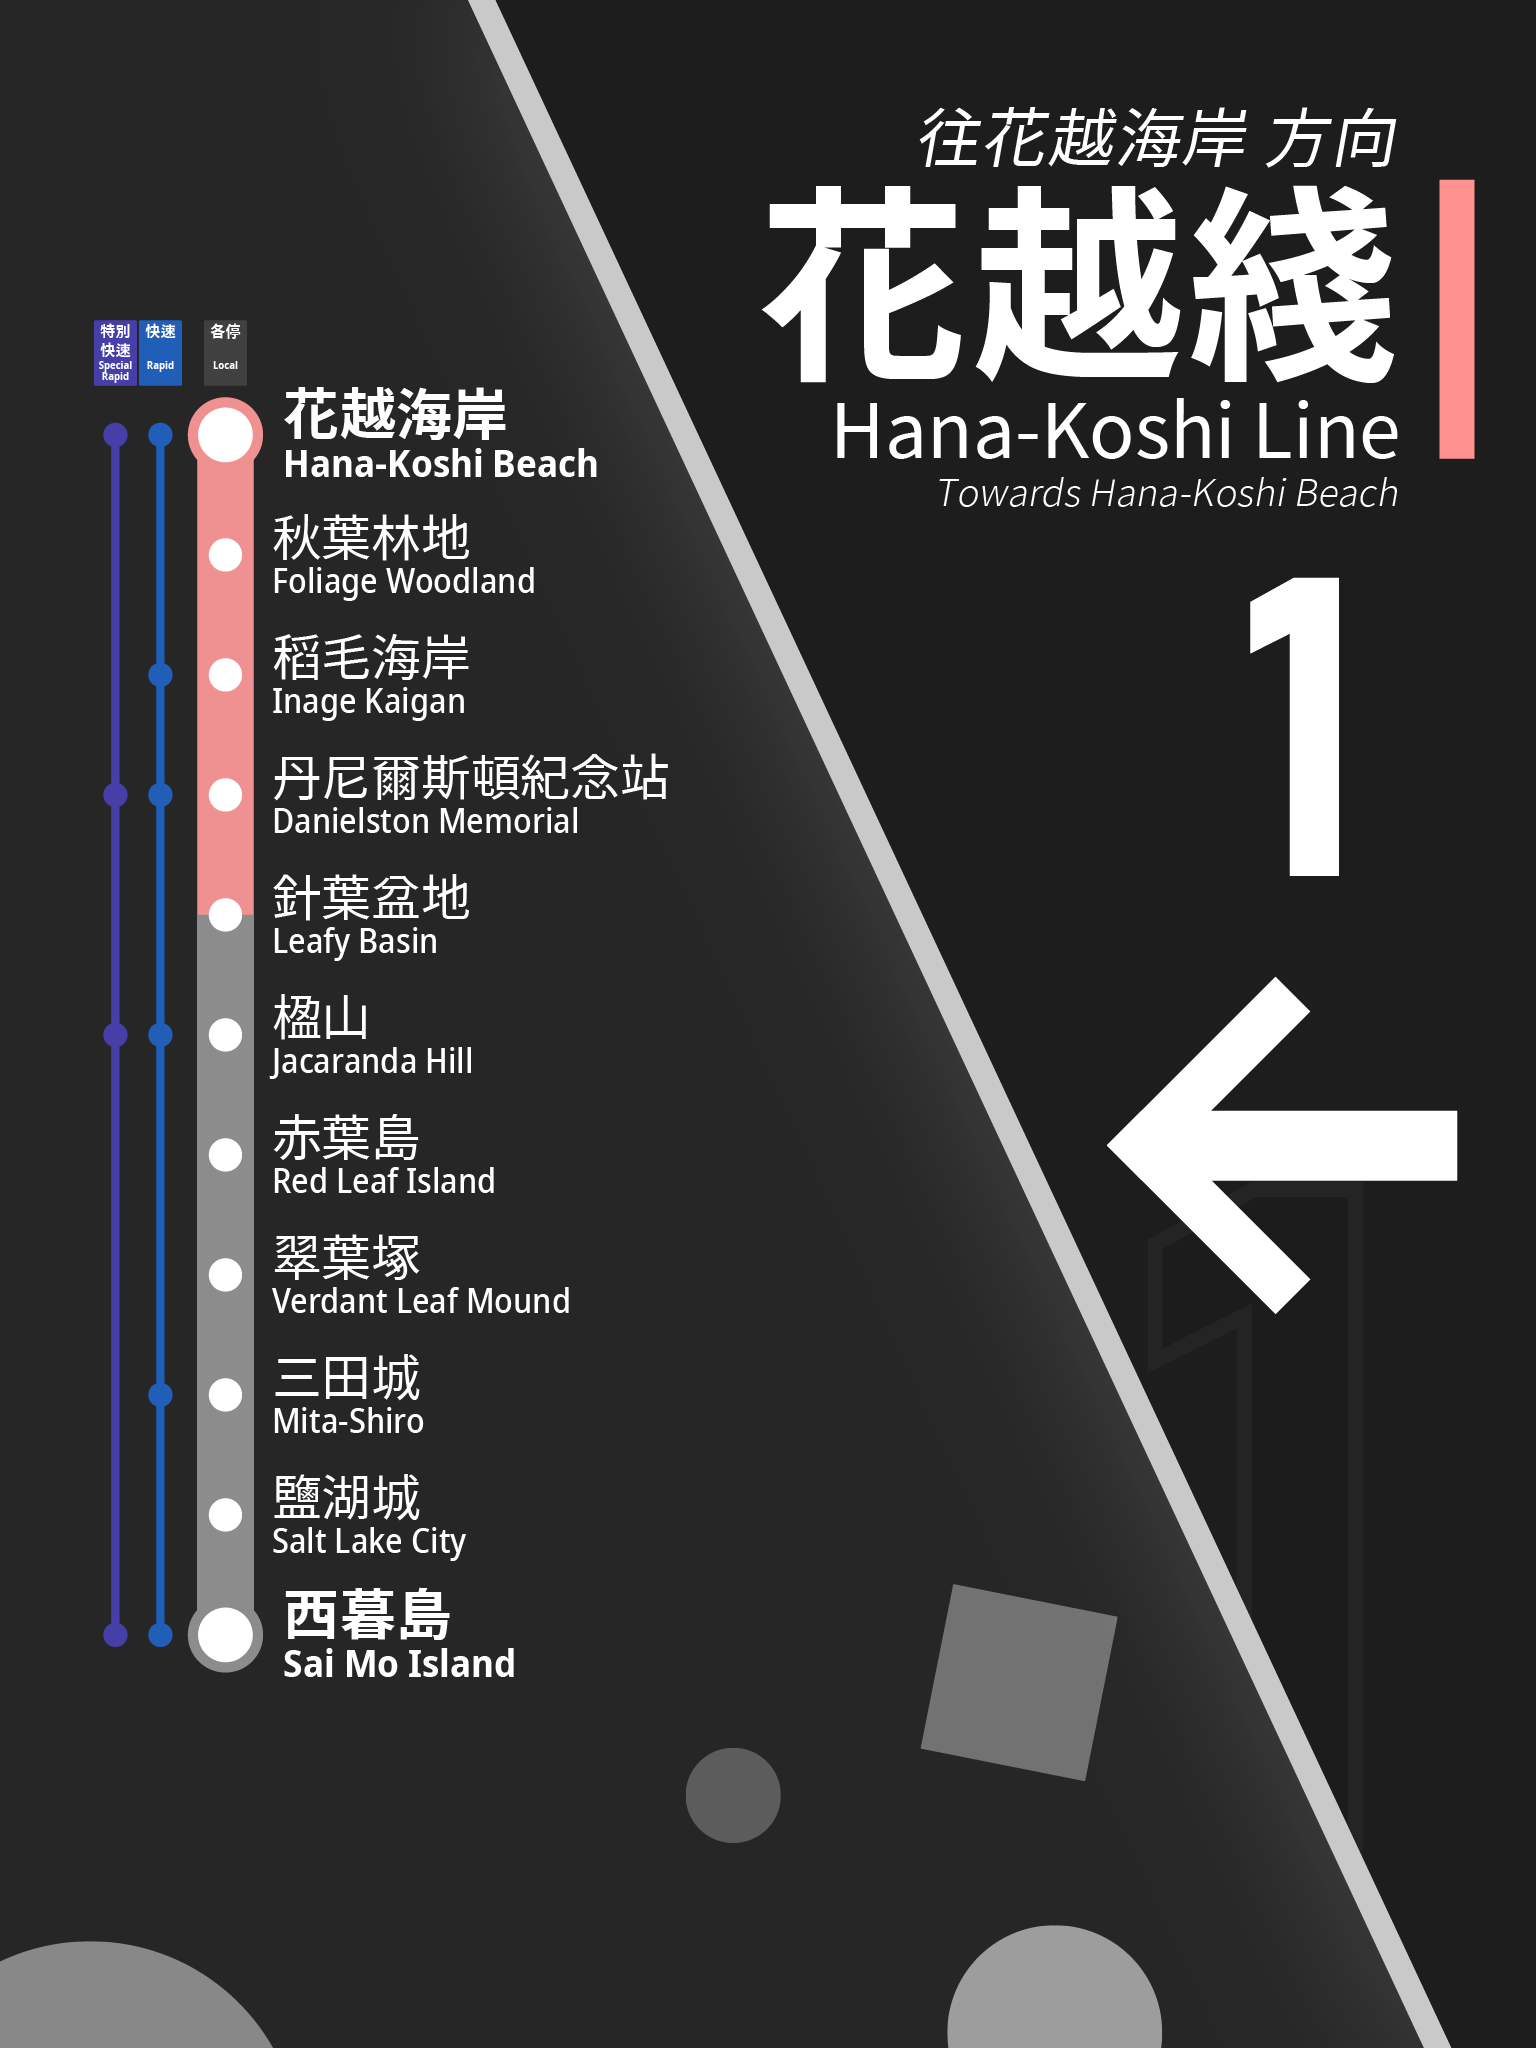 往花越海岸 方向
花越綫
Hana-Koshi Line
Towards Hana-Koshi Beach
1
特別
快速
Special
Rapid
快速
Rapid
各停
Local
花越海岸
Hana-Koshi Beach
秋葉林地
Foliage Woodland
稻毛海岸
Inage Kaigan
丹尼爾斯頓紀念站
Danielston Memorial
針葉盆地
Leafy Basin
楹山
Jacaranda Hill
赤葉島
Red Leaf Island
翠葉塚
Verdant Leaf Mound
三田城
Mita-Shiro
鹽湖城
Salt Lake City
西暮島
Sai Mo Island
1